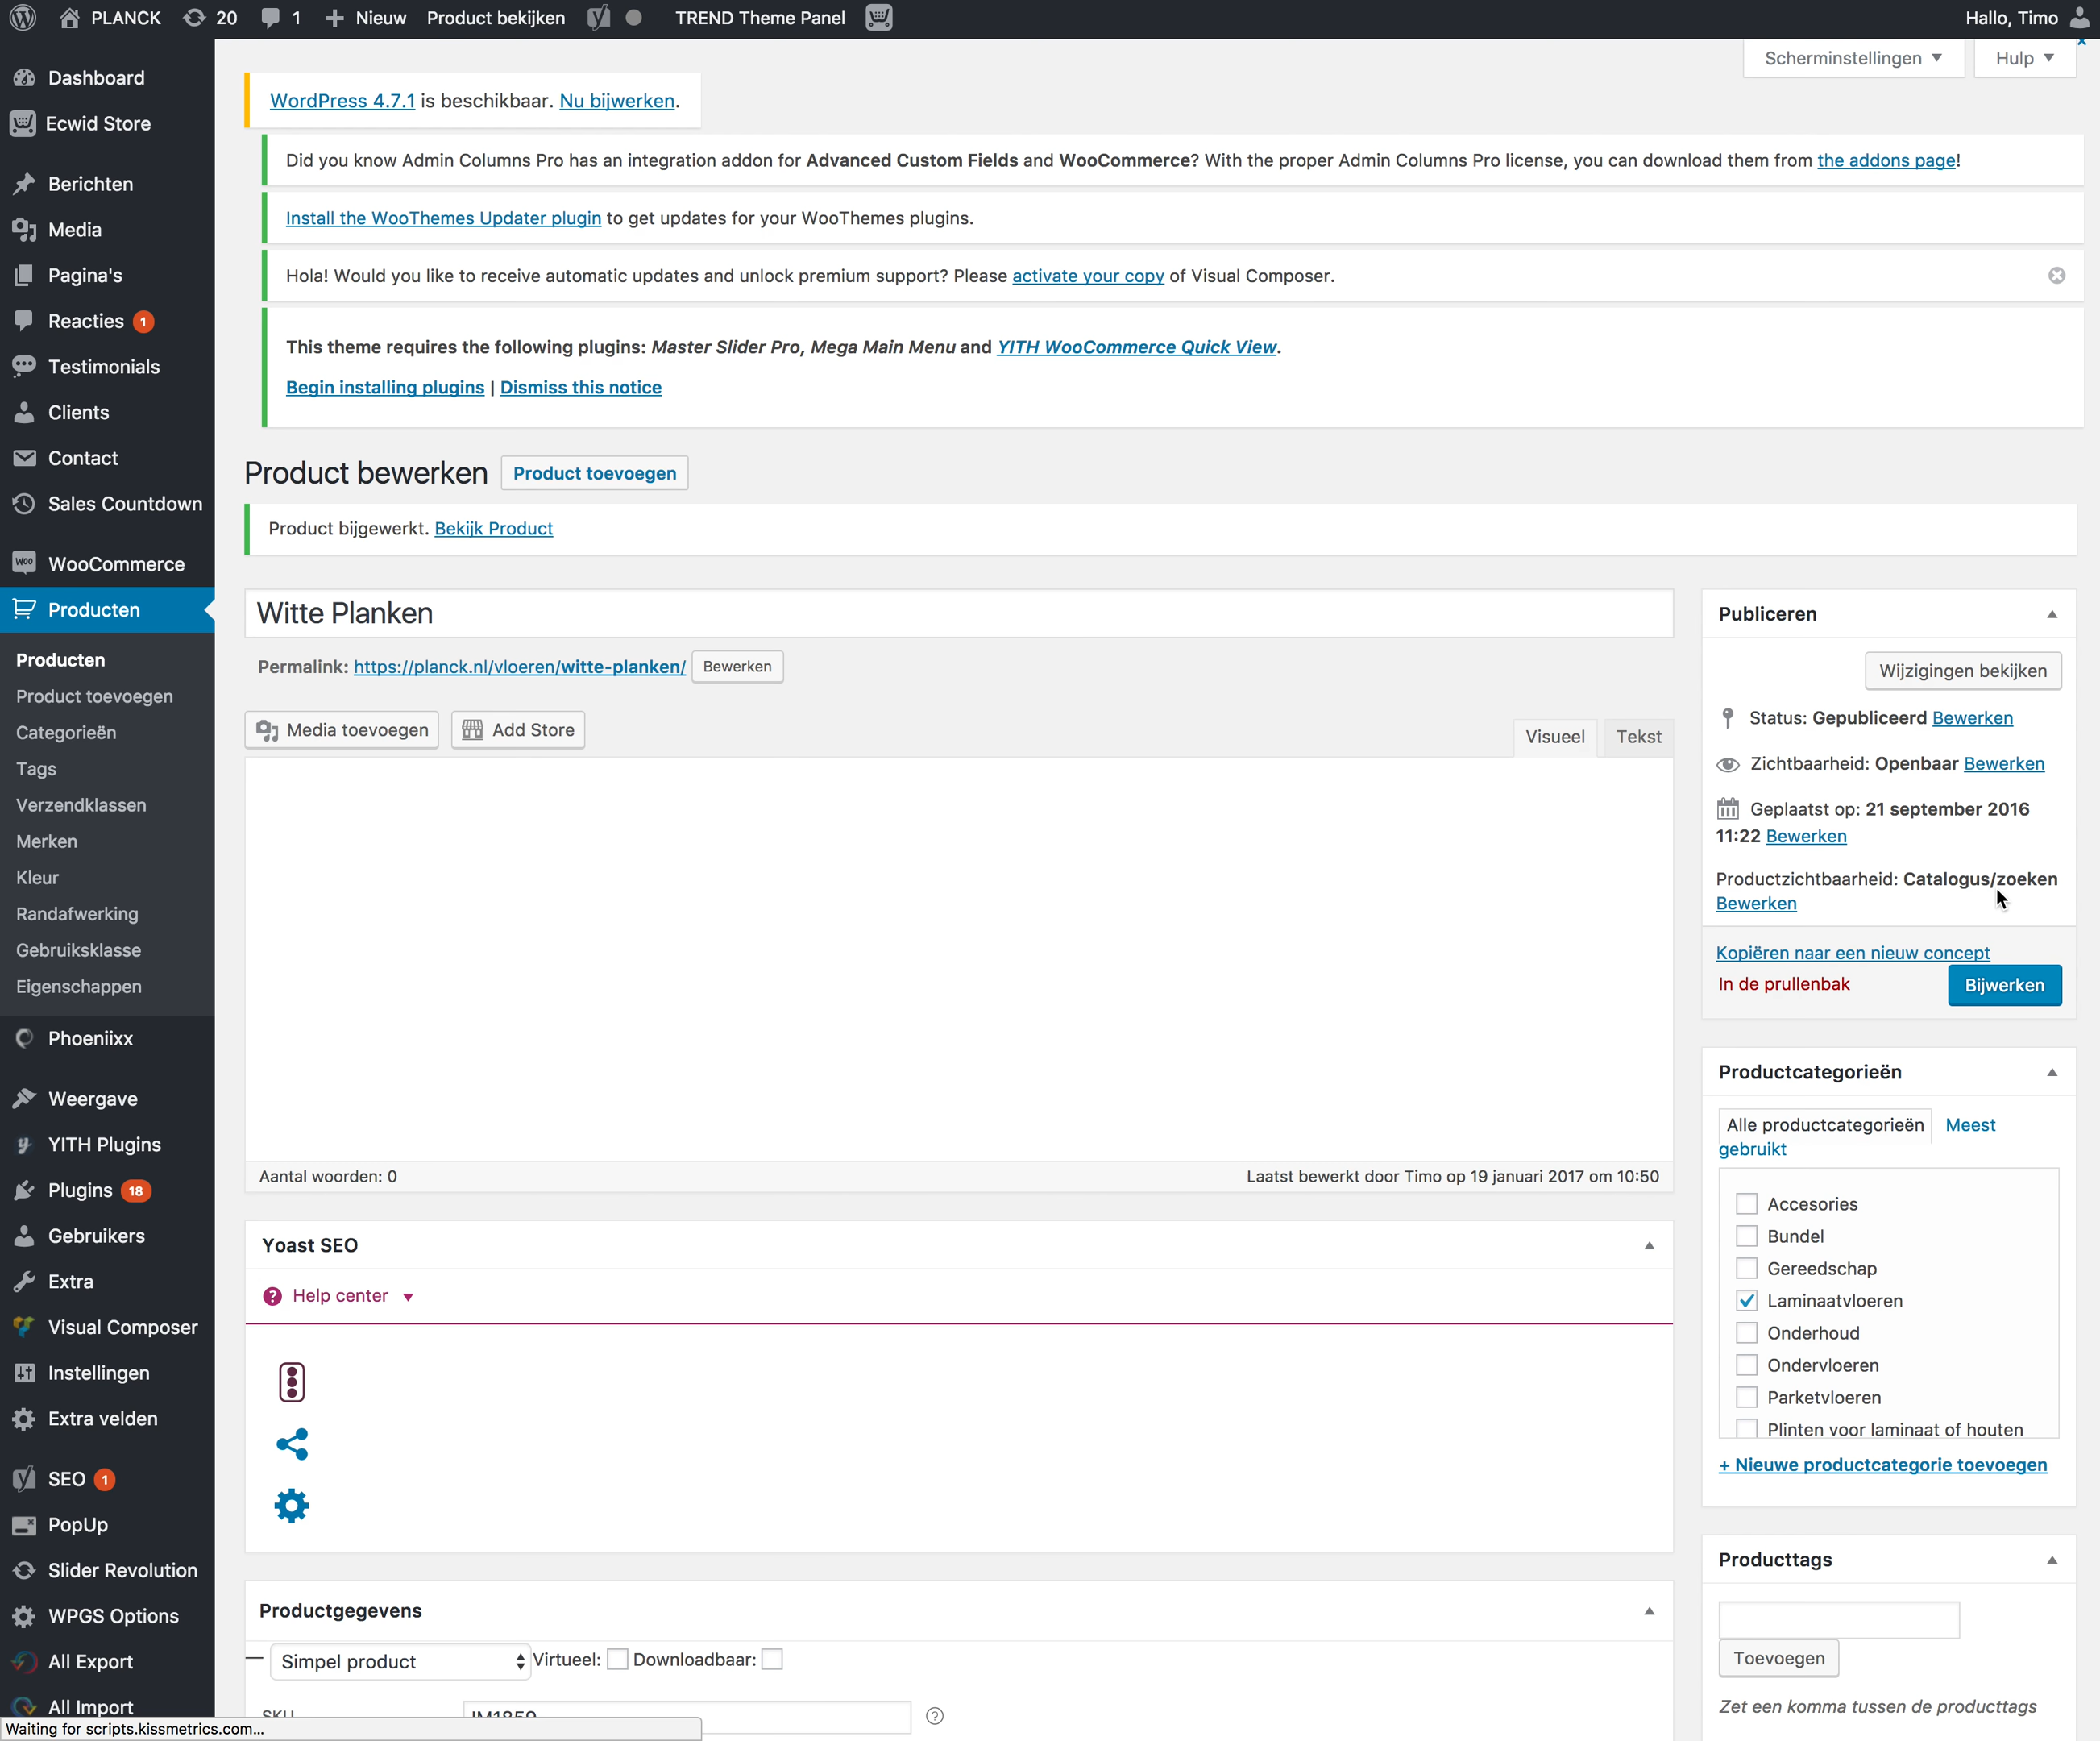 PLANCK 20 1 + Nieuw Product bekijken TREND Theme Panel Hallo, Timo
Scherminstellingen Hulp
Dashboard
Ecwid Store
Berichten
Media
Pagina's
Reacties 1
Testimonials
Clients
Contact
Sales Countdown
WooCommerce
Producten
Producten
Product toevoegen
Categorieën
Tags
Verzendklassen
Merken
Kleur
Randafwerking
Gebruiksklasse
Eigenschappen
Phoeniixx
Weergave
YITH Plugins
Plugins 18
Gebruikers
Extra
Visual Composer
Instellingen
Extra velden
SEO 1
PopUp
Slider Revolution
WPGS Options
All Export
All Import
Waiting for scripts.kissmetrics.com...
WordPress 4.7.1 is beschikbaar. Nu bijwerken.
Did you know Admin Columns Pro has an integration addon for Advanced Custom Fields and WooCommerce? With the proper Admin Columns Pro license, you can download them from the addons page!
Install the WooThemes Updater plugin to get updates for your WooThemes plugins.
Hola! Would you like to receive automatic updates and unlock premium support? Please activate your copy of Visual Composer.
This theme requires the following plugins: Master Slider Pro, Mega Main Menu and YITH WooCommerce Quick View.
Begin installing plugins | Dismiss this notice
Product bewerken Product toevoegen
Product bijgewerkt. Bekijk Product
Witte Planken
Permalink: https://planck.nl/vloeren/witte-planken/ Bewerken
Media toevoegen Add Store Visueel Tekst
Aantal woorden: 0 Laatst bewerkt door Timo op 19 januari 2017 om 10:50
Yoast SEO
Help center
Productgegevens
Simpel product Virtueel: Downloadbaar:
SKU
Publiceren
Wijzigingen bekijken
Status: Gepubliceerd Bewerken
Zichtbaarheid: Openbaar Bewerken
Geplaatst op: 21 september 2016
11:22 Bewerken
Productzichtbaarheid: Catalogus/zoeken
Bewerken
Kopiëren naar een nieuw concept
In de prullenbak Bijwerken
Productcategorieën
Alle productcategorieën Meest
gebruikt
Accesories
Bundel
Gereedschap
Laminaatvloeren
Onderhoud
Ondervloeren
Parketvloeren
Plinten voor laminaat of houten
+ Nieuwe productcategorie toevoegen
Producttags
Toevoegen
Zet een komma tussen de producttags